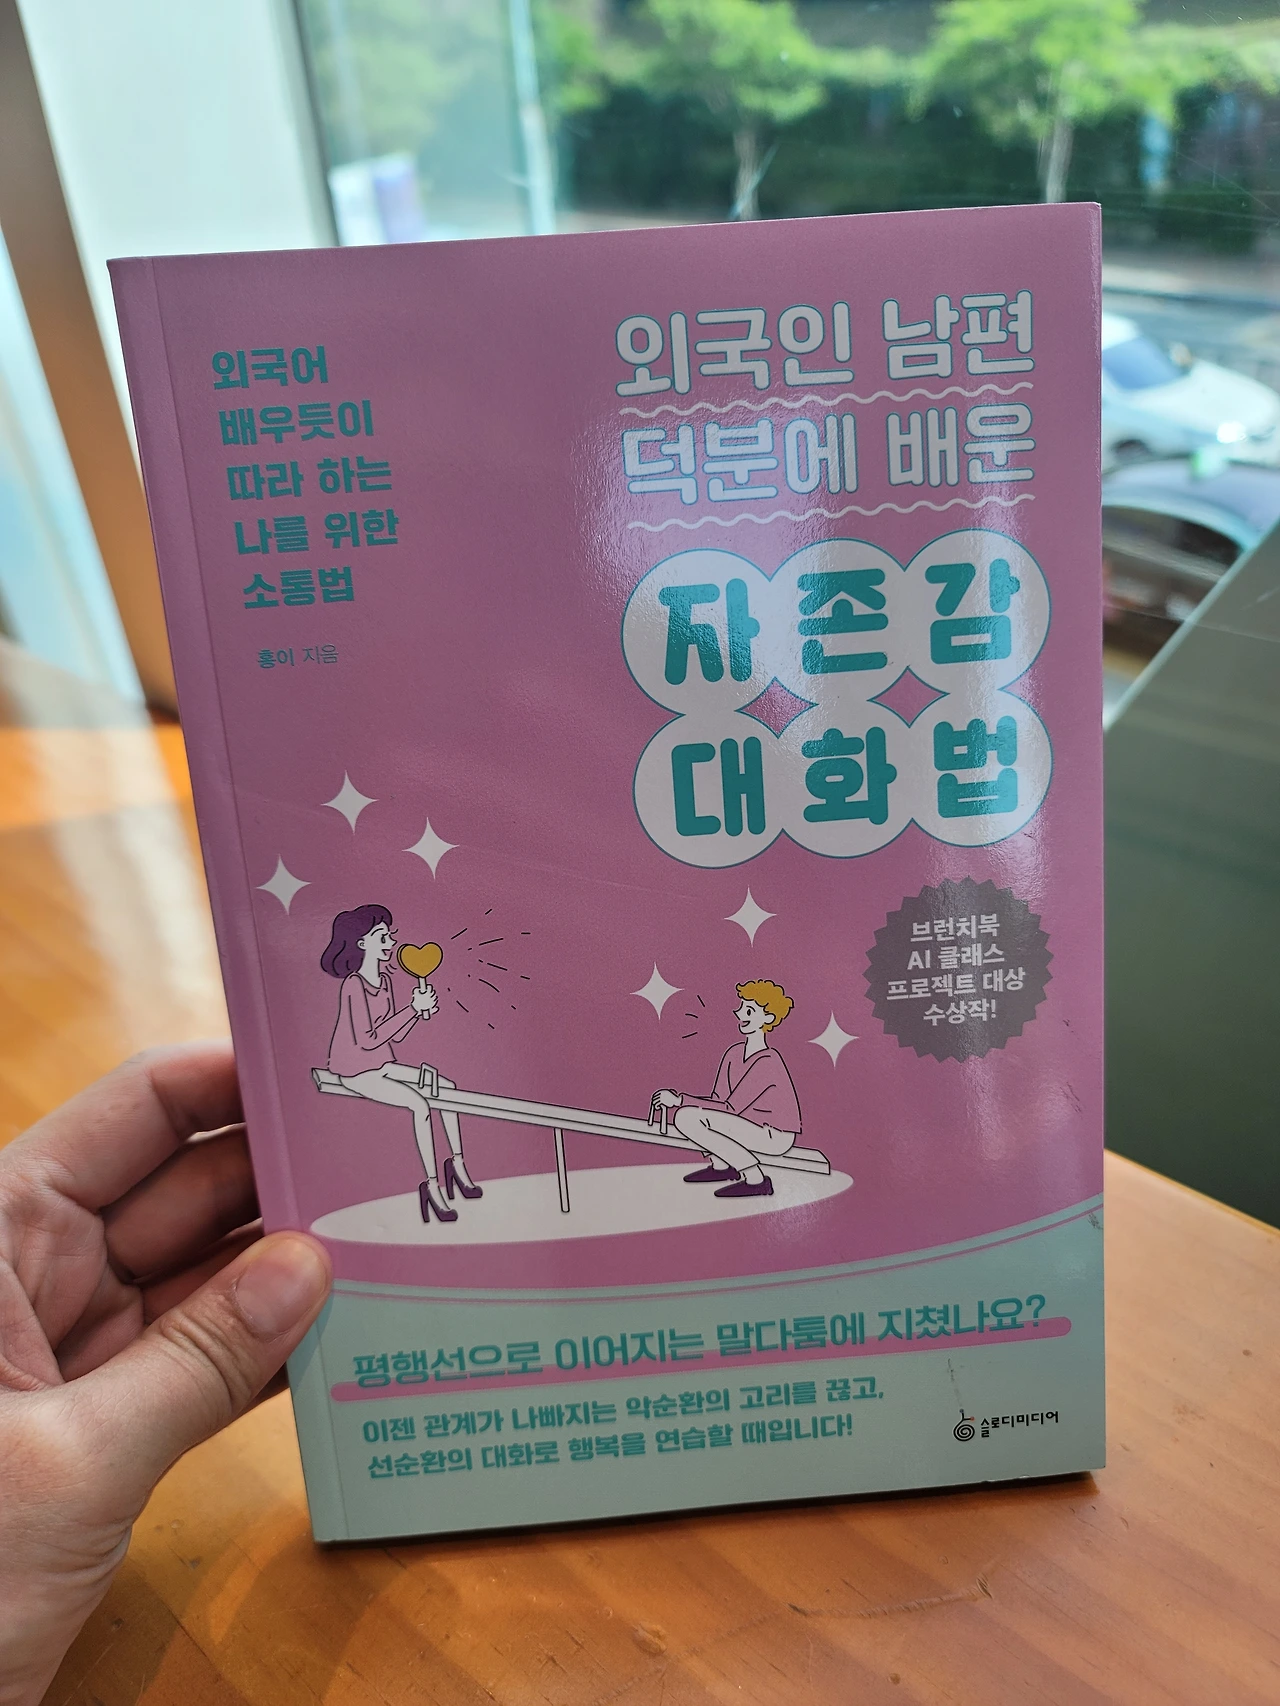 외국인 남편
덕분에 배운
자존감
대화법
외국어
배우듯이
따라 하는
나를 위한
소통법
홍이 지음
브런치북
AI 클래스
프로젝트 대상
수상작!
평행선으로 이어지는 말다툼에 지쳤나요?
이젠 관계가 나빠지는 악순환의 고리를 끊고,
선순환의 대화로 행복을 연습할 때입니다!
슬로디미디어